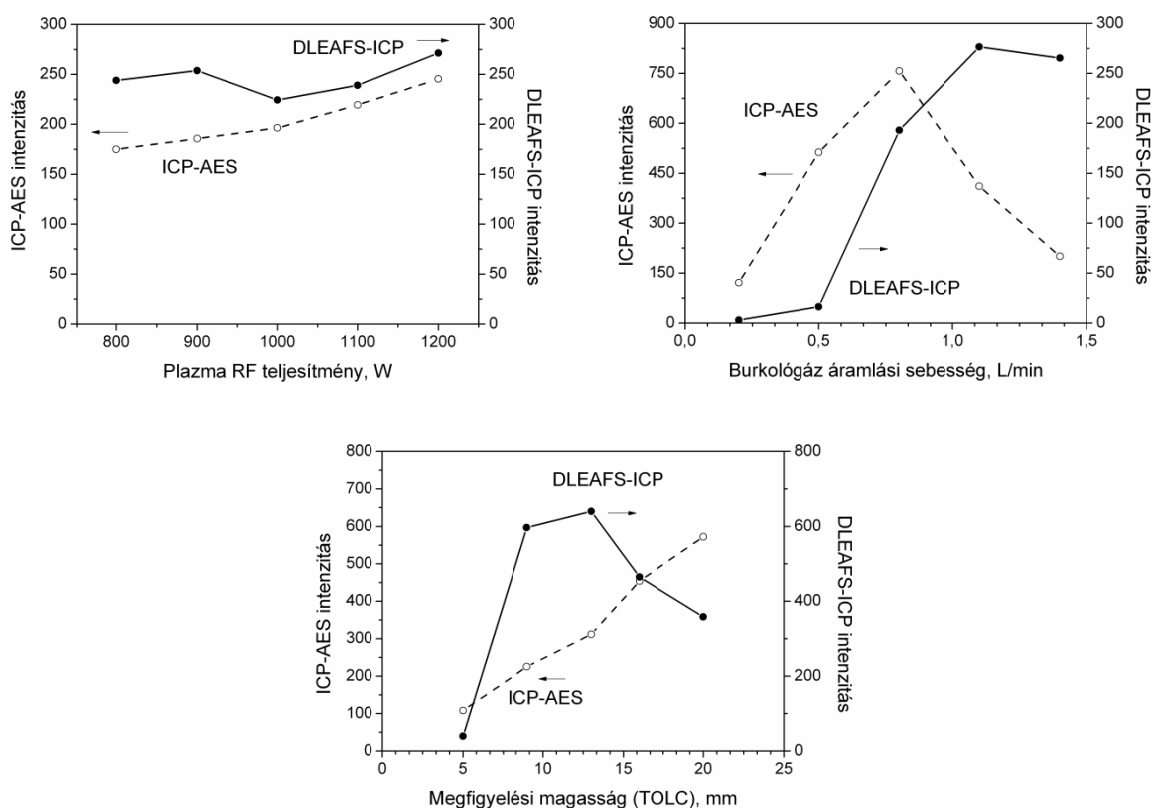 300
250
200
150
100
50
0
ICP-AES intenzitás
DLEAFS-ICP
ICP-AES
300
250
200
150
100
50
0
DLEAFS-ICP intenzitás
800 900 1000 1100 1200
Plazma RF teljesítmény, W
900
750
600
450
300
150
0
ICP-AES intenzitás
ICP-AES
DLEAFS-ICP
300
250
200
150
100
50
0
DLEAFS-ICP intenzitás
0,0 0,5 1,0 1,5
Burkológáz áramlási sebesség, L/min
800
700
600
500
400
300
200
100
0
ICP-AES intenzitás
DLEAFS-ICP
ICP-AES
800
600
400
200
0
DLEAFS-ICP intenzitás
0 5 10 15 20 25
Megfigyelési magasság (TOLC), mm